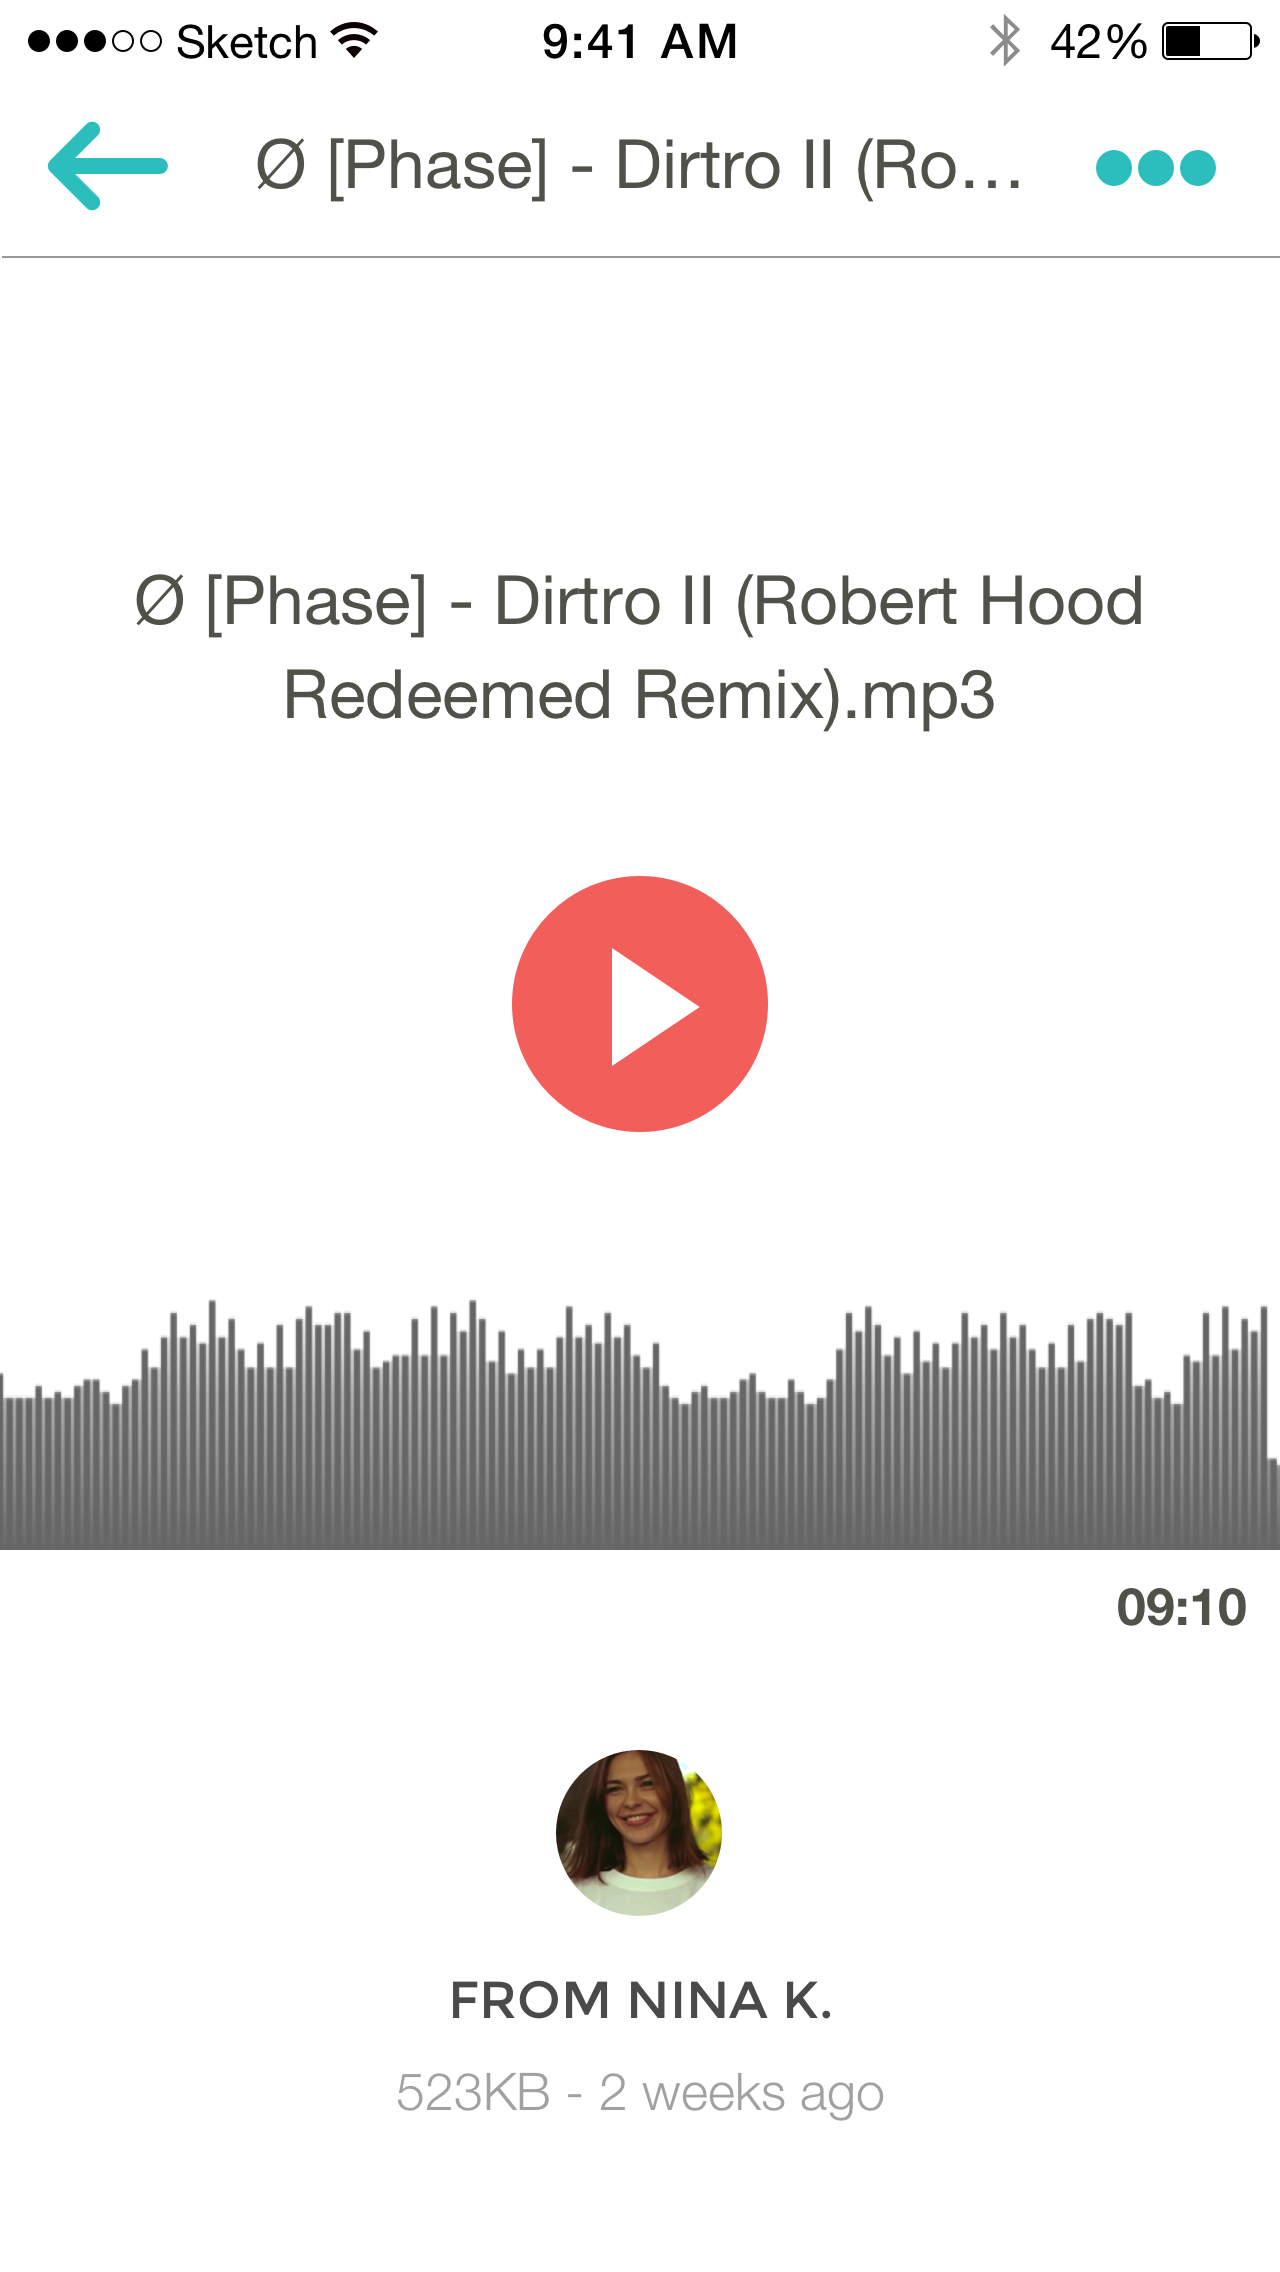 Sketch 9:41 AM 42%
Ø [Phase] - Dirtro II (Ro...
Ø [Phase] - Dirtro II (Robert Hood
Redeemed Remix).mp3
09:10
FROM NINA K.
523KB - 2 weeks ago